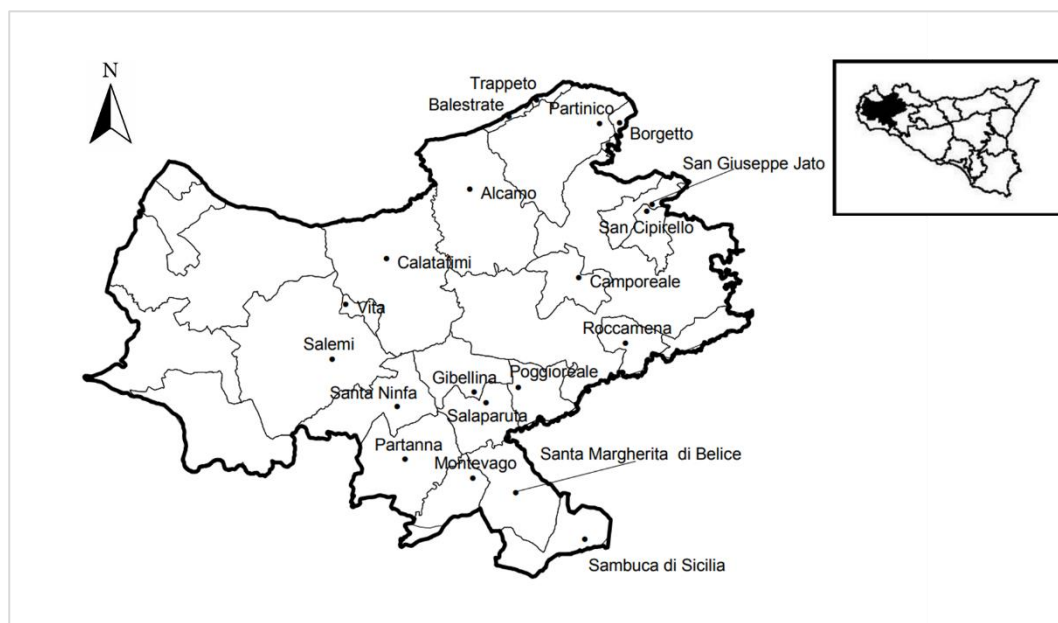 N
Trappeto
Balestrate
Partinico
Borgetto
San Giuseppe Jato
Alcamo
San Cipirello
Calatatimi
Camporeale
Vita
Roccamena
Salemi
Gibellina
Poggioreale
Santa Ninfa
Salaparuta
Partanna
Santa Margherita di Belice
Montevago
Sambuca di Sicilia